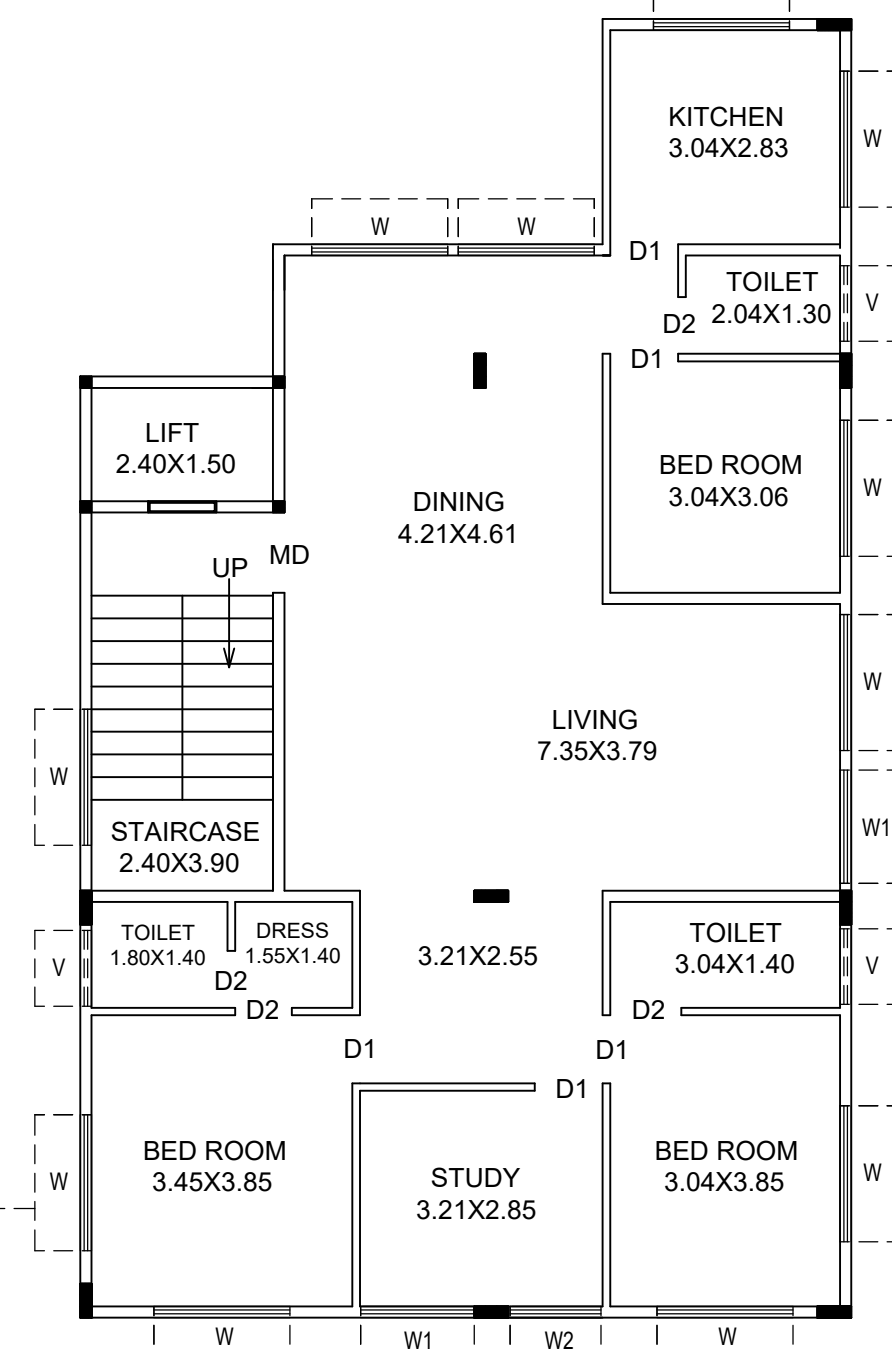 KITCHEN
3.04X2.83
W
W
W
D1
TOILET
2.04X1.30
V
D2
D1
LIFT
2.40X1.50
BED ROOM
3.04X3.06
W
DINING
4.21X4.61
MD
UP
W
LIVING
7.35X3.79
W
W1
STAIRCASE
2.40X3.90
TOILET
1.80X1.40
DRESS
1.55X1.40
3.21X2.55
TOILET
3.04X1.40
V
V
D2
D2
D2
D1
D1
D1
BED ROOM
3.45X3.85
STUDY
3.21X2.85
BED ROOM
3.04X3.85
W
W
W
W1
W2
W